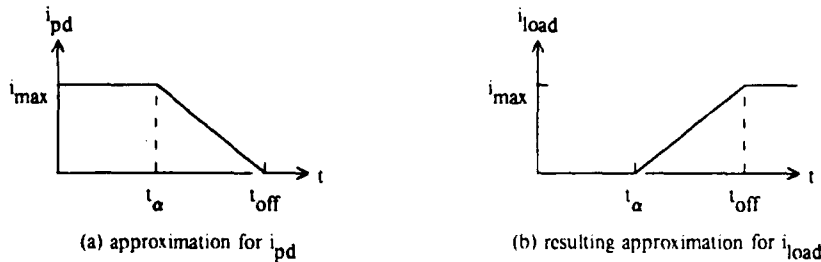 i_pd
i_max
t_α
t_off
t
(a) approximation for i_pd
i_load
i_max
t_α
t_off
t
(b) resulting approximation for i_load